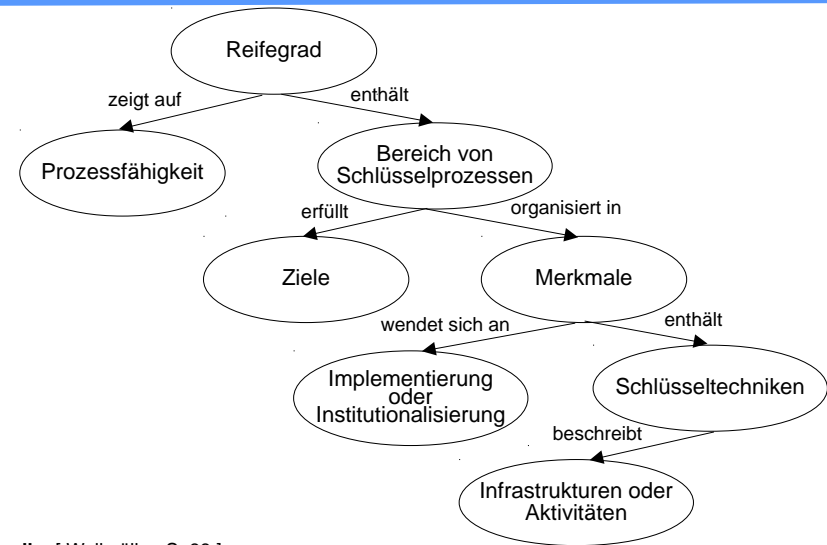 Reifegrad
zeigt auf
enthält
Prozessfähigkeit
Bereich von
Schlüsselprozessen
erfüllt
organisiert in
Ziele
Merkmale
wendet sich an
enthält
Implementierung
oder
Institutionalisierung
Schlüsseltechniken
beschreibt
Infrastrukturen oder
Aktivitäten